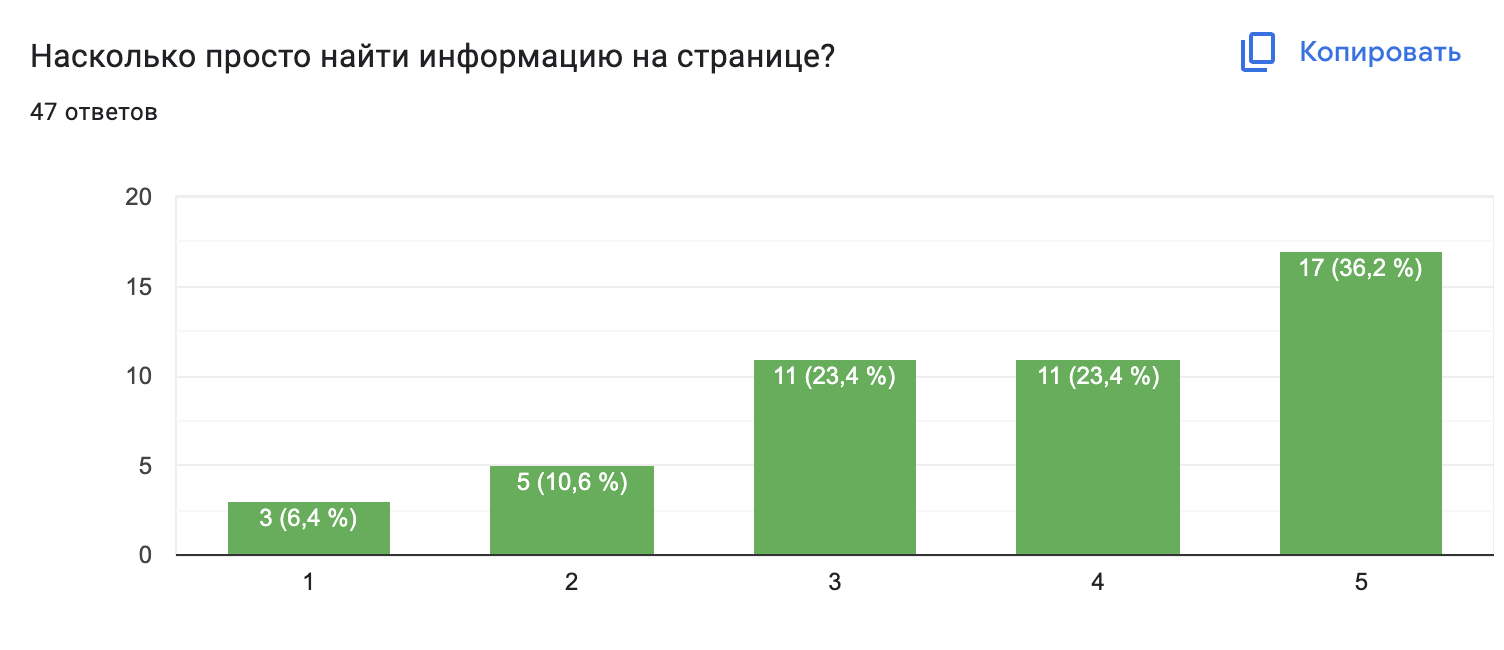 Насколько просто найти информацию на странице?
Копировать
47 ответов
20
15
10
5
0
3 (6,4 %)
5 (10,6 %)
11 (23,4 %)
11 (23,4 %)
17 (36,2 %)
1
2
3
4
5